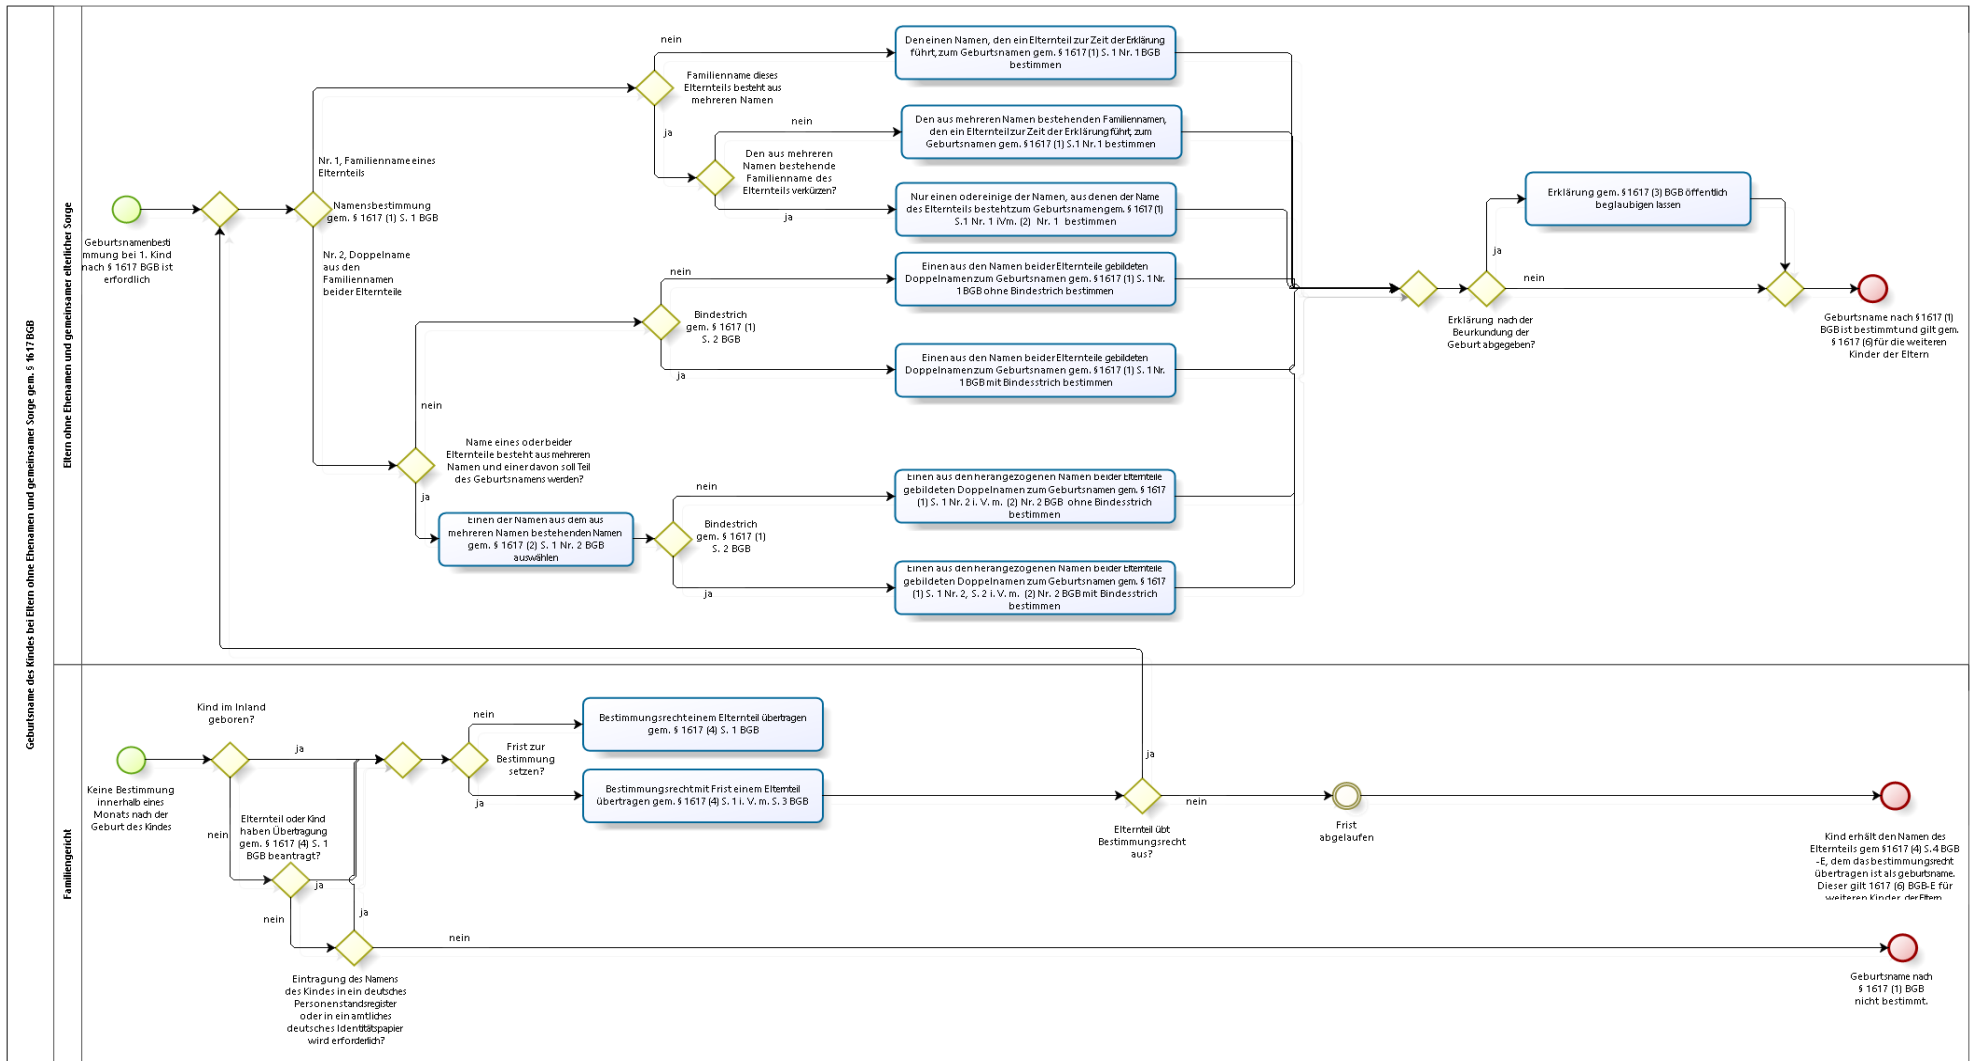 Geburtsname des Kindes bei Eltern ohne Ehenamen und gemeinsamer Sorge gem. § 1617 BGB
Eltern ohne Ehenamen und gemeinsamer elterlicher Sorge
Geburtsnamenbesti
mmung bei 1. Kind
nach § 1617 BGB ist
erfordlich
Nr. 1, Familienname eines
Elternteils
Namensbestimmung
gem. § 1617 (1) S. 1 BGB
Nr. 2, Doppelname
aus den
Familiennamen
beider Elternteile
nein
Familienname dieses
Elternteils besteht aus
mehreren Namen
ja
nein
Den aus mehreren
Namen bestehende
Familienname des
Elternteils verkürzen?
ja
Den einen Namen, den ein Elternteil zur Zeit der Erklärung
führt, zum Geburtsnamen gem. § 1617 (1) S. 1 Nr. 1 BGB
bestimmen
Den aus mehreren Namen bestehenden Familiennamen,
den ein Elternteil zur Zeit der Erklärung führt, zum
Geburtsnamen gem. § 1617 (1) S.1 Nr. 1 bestimmen
Nur einen oder einige der Namen, aus denen der Name
des Elternteils besteht zum Geburtsnamen gem. § 1617 (1)
S.1 Nr. 1 iVm. (2) Nr. 1 bestimmen
nein
Bindestrich
gem. § 1617 (1)
S. 2 BGB
ja
Einen aus den Namen beider Elternteile gebildeten
Doppelnamen zum Geburtsnamen gem. § 1617 (1) S. 1 Nr.
1 BGB ohne Bindestrich bestimmen
Einen aus den Namen beider Elternteile gebildeten
Doppelnamen zum Geburtsnamen gem. § 1617 (1) S. 1 Nr.
1 BGB mit Bindesstrich bestimmen
nein
Name eines oder beider
Elternteile besteht aus mehreren
Namen und einer davon soll Teil
des Geburtsnamens werden?
ja
Einen der Namen aus dem aus
mehreren Namen bestehenden Namen
gem. § 1617 (2) S. 1 Nr. 2 BGB
auswählen
nein
Bindestrich
gem. § 1617 (1)
S. 2 BGB
ja
Einen aus den herangezogenen Namen beider Elternteile
gebildeten Doppelnamen zum Geburtsnamen gem. § 1617
(1) S. 1 Nr. 2 i. V. m. (2) Nr. 2 BGB ohne Bindesstrich
bestimmen
Einen aus den herangezogenen Namen beider Elternteile
gebildeten Doppelnamen zum Geburtsnamen gem. § 1617
(1) S. 1 Nr. 2, S. 2 i. V. m. (2) Nr. 2 BGB mit Bindestrich
bestimmen
Erklärung nach der
Beurkundung der
Geburt abgegeben?
ja
nein
Erklärung gem. § 1617 (3) BGB öffentlich
beglaubigen lassen
Geburtsname nach § 1617 (1)
BGB ist bestimmt und gilt gem.
§ 1617 (6) für die weiteren
Kinder der Eltern
Familiengericht
Keine Bestimmung
innerhalb eines
Monats nach der
Geburt des Kindes
Kind im Inland
geboren?
ja
nein
Elternteil oder Kind
haben Übertragung
gem. § 1617 (4) S. 1
BGB beantragt?
ja
nein
ja
nein
Eintragung des Namens
des Kindes in ein deutsches
Personenstandsregister
oder in ein amtliches
deutsches Identitätspapier
wird erforderlich?
nein
Frist zur
Bestimmung
setzen?
ja
Bestimmungsrecht einem Elternteil übertragen
gem. § 1617 (4) S. 1 BGB
Bestimmungsrecht mit Frist einem Elternteil
übertragen gem. § 1617 (4) S. 1 i. V. m. S. 3 BGB
ja
nein
Elternteil übt
Bestimmungsrecht
aus?
Frist
abgelaufen
Kind erhält den Namen des
Elternteils gem §1617 (4) S.4 BGB
-E, dem das bestimmungsrecht
übertragen ist als geburtsname.
Dieser gilt 1617 (6) BGB-E für
weiteren Kinder der Eltern
Geburtsname nach
§ 1617 (1) BGB
nicht bestimmt.